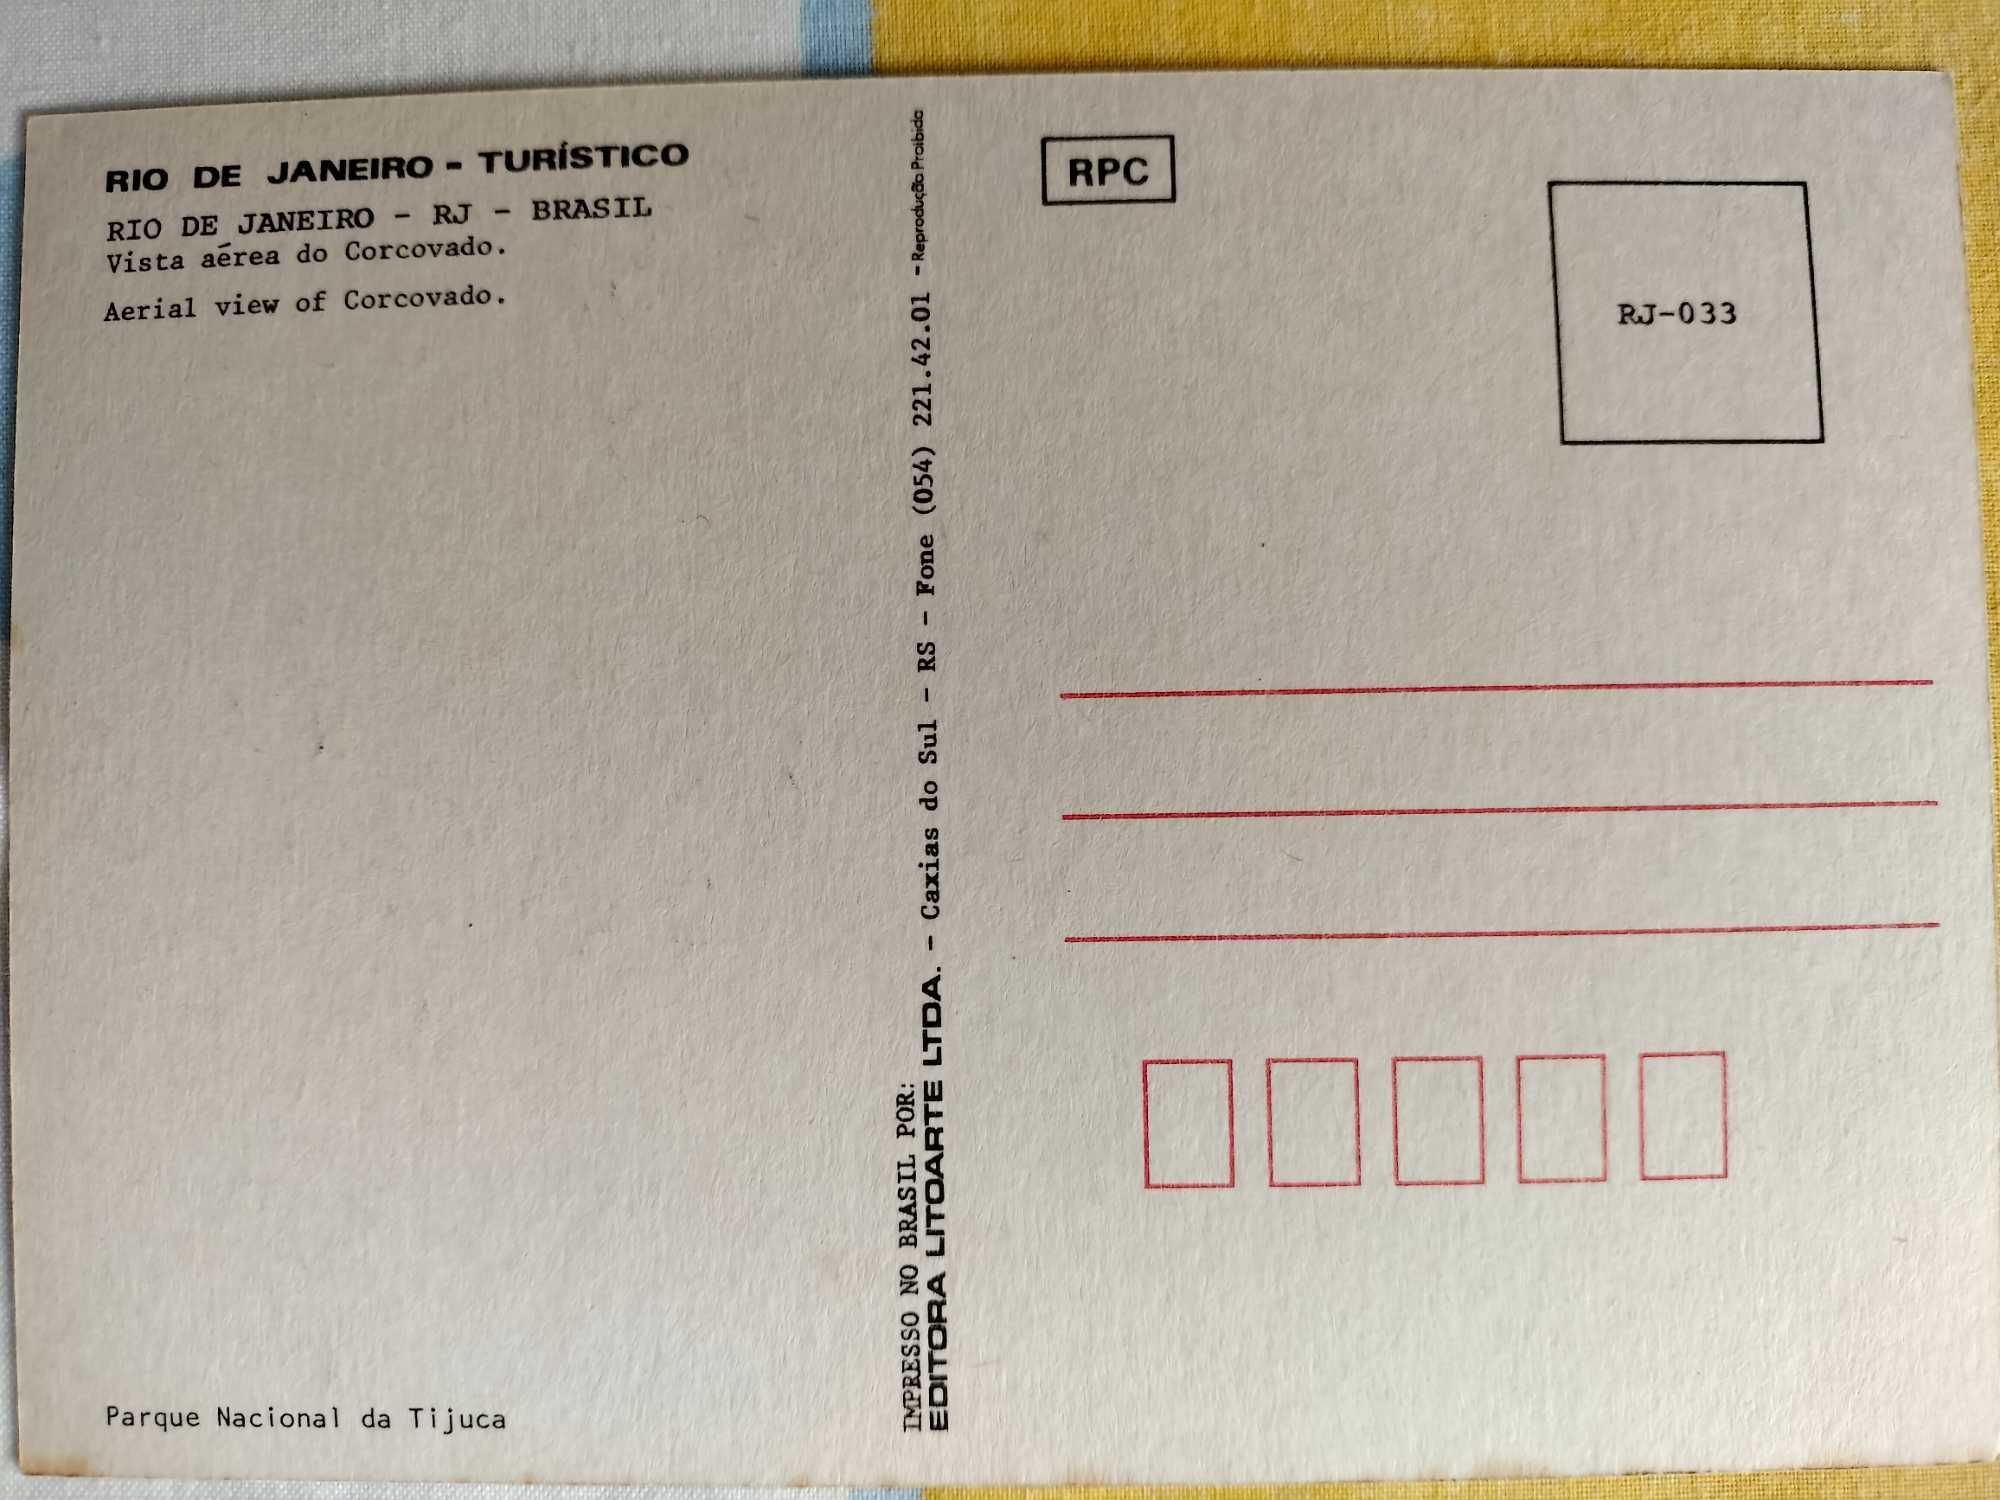 RIO DE JANEIRO - TURÍSTICO
RIO DE JANEIRO - RJ - BRASIL
Vista aérea do Corcovado.
Aerial view of Corcovado.
Parque Nacional da Tijuca
IMPRESSO NO BRASIL POR:
EDITORA LITOARTE LTDA. - Caxias do Sul - RS - Fone (054) 221.42.01 - Reprodução Proibida
RPC
RJ-033